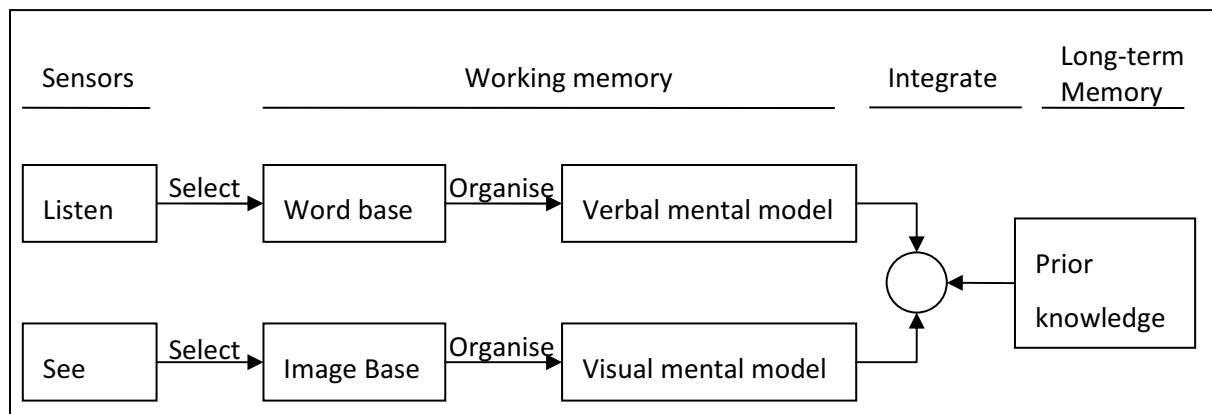 Sensors
Working memory
Integrate
Long-term
Memory
Listen
Select
Word base
Organise
Verbal mental model
Prior
knowledge
See
Select
Image Base
Organise
Visual mental model